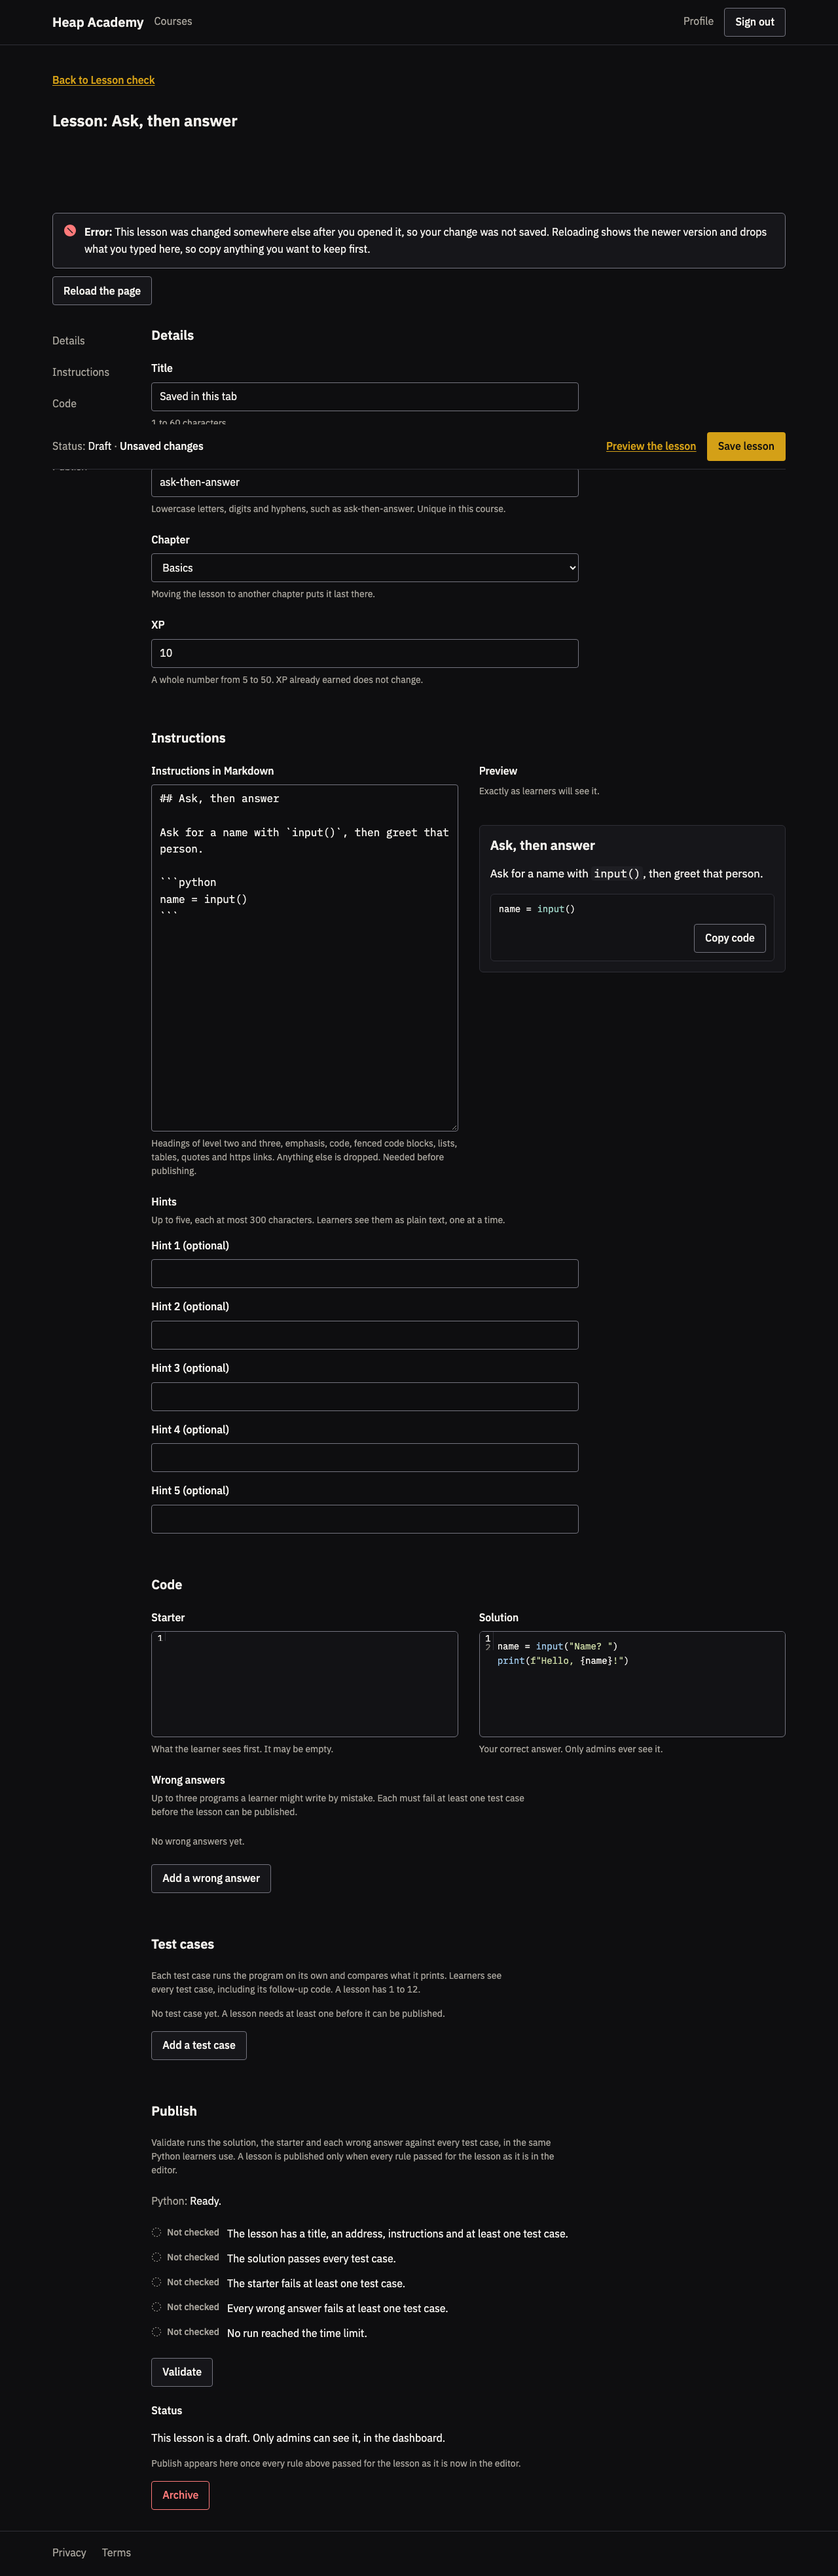 Heap Academy Courses Profile Sign out
Back to Lesson check
Lesson: Ask, then answer
Error: This lesson was changed somewhere else after you opened it, so your change was not saved. Reloading shows the newer version and drops
what you typed here, so copy anything you want to keep first.
Reload the page
Details
Instructions
Code
Details
Title
Saved in this tab
1 to 60 characters
Status: Draft · Unsaved changes Preview the lesson Save lesson
ask-then-answer
Lowercase letters, digits and hyphens, such as ask-then-answer. Unique in this course.
Chapter
Basics
Moving the lesson to another chapter puts it last there.
XP
10
A whole number from 5 to 50. XP already earned does not change.
Instructions
Instructions in Markdown
## Ask, then answer
Ask for a name with `input()`, then greet that
person.
```python
name = input()
```
Headings of level two and three, emphasis, code, fenced code blocks, lists,
tables, quotes and https links. Anything else is dropped. Needed before
publishing.
Preview
Exactly as learners will see it.
Ask, then answer
Ask for a name with input(), then greet that person.
name = input()
Copy code
Hints
Up to five, each at most 300 characters. Learners see them as plain text, one at a time.
Hint 1 (optional)
Hint 2 (optional)
Hint 3 (optional)
Hint 4 (optional)
Hint 5 (optional)
Code
Starter
1
What the learner sees first. It may be empty.
Solution
1 name = input("Name? ")
2 print(f"Hello, {name}!")
Your correct answer. Only admins ever see it.
Wrong answers
Up to three programs a learner might write by mistake. Each must fail at least one test case
before the lesson can be published.
No wrong answers yet.
Add a wrong answer
Test cases
Each test case runs the program on its own and compares what it prints. Learners see
every test case, including its follow-up code. A lesson has 1 to 12.
No test case yet. A lesson needs at least one before it can be published.
Add a test case
Publish
Validate runs the solution, the starter and each wrong answer against every test case, in the same
Python learners use. A lesson is published only when every rule passed for the lesson as it is in the
editor.
Python: Ready.
Not checked The lesson has a title, an address, instructions and at least one test case.
Not checked The solution passes every test case.
Not checked The starter fails at least one test case.
Not checked Every wrong answer fails at least one test case.
Not checked No run reached the time limit.
Validate
Status
This lesson is a draft. Only admins can see it, in the dashboard.
Publish appears here once every rule above passed for the lesson as it is now in the editor.
Archive
Privacy Terms